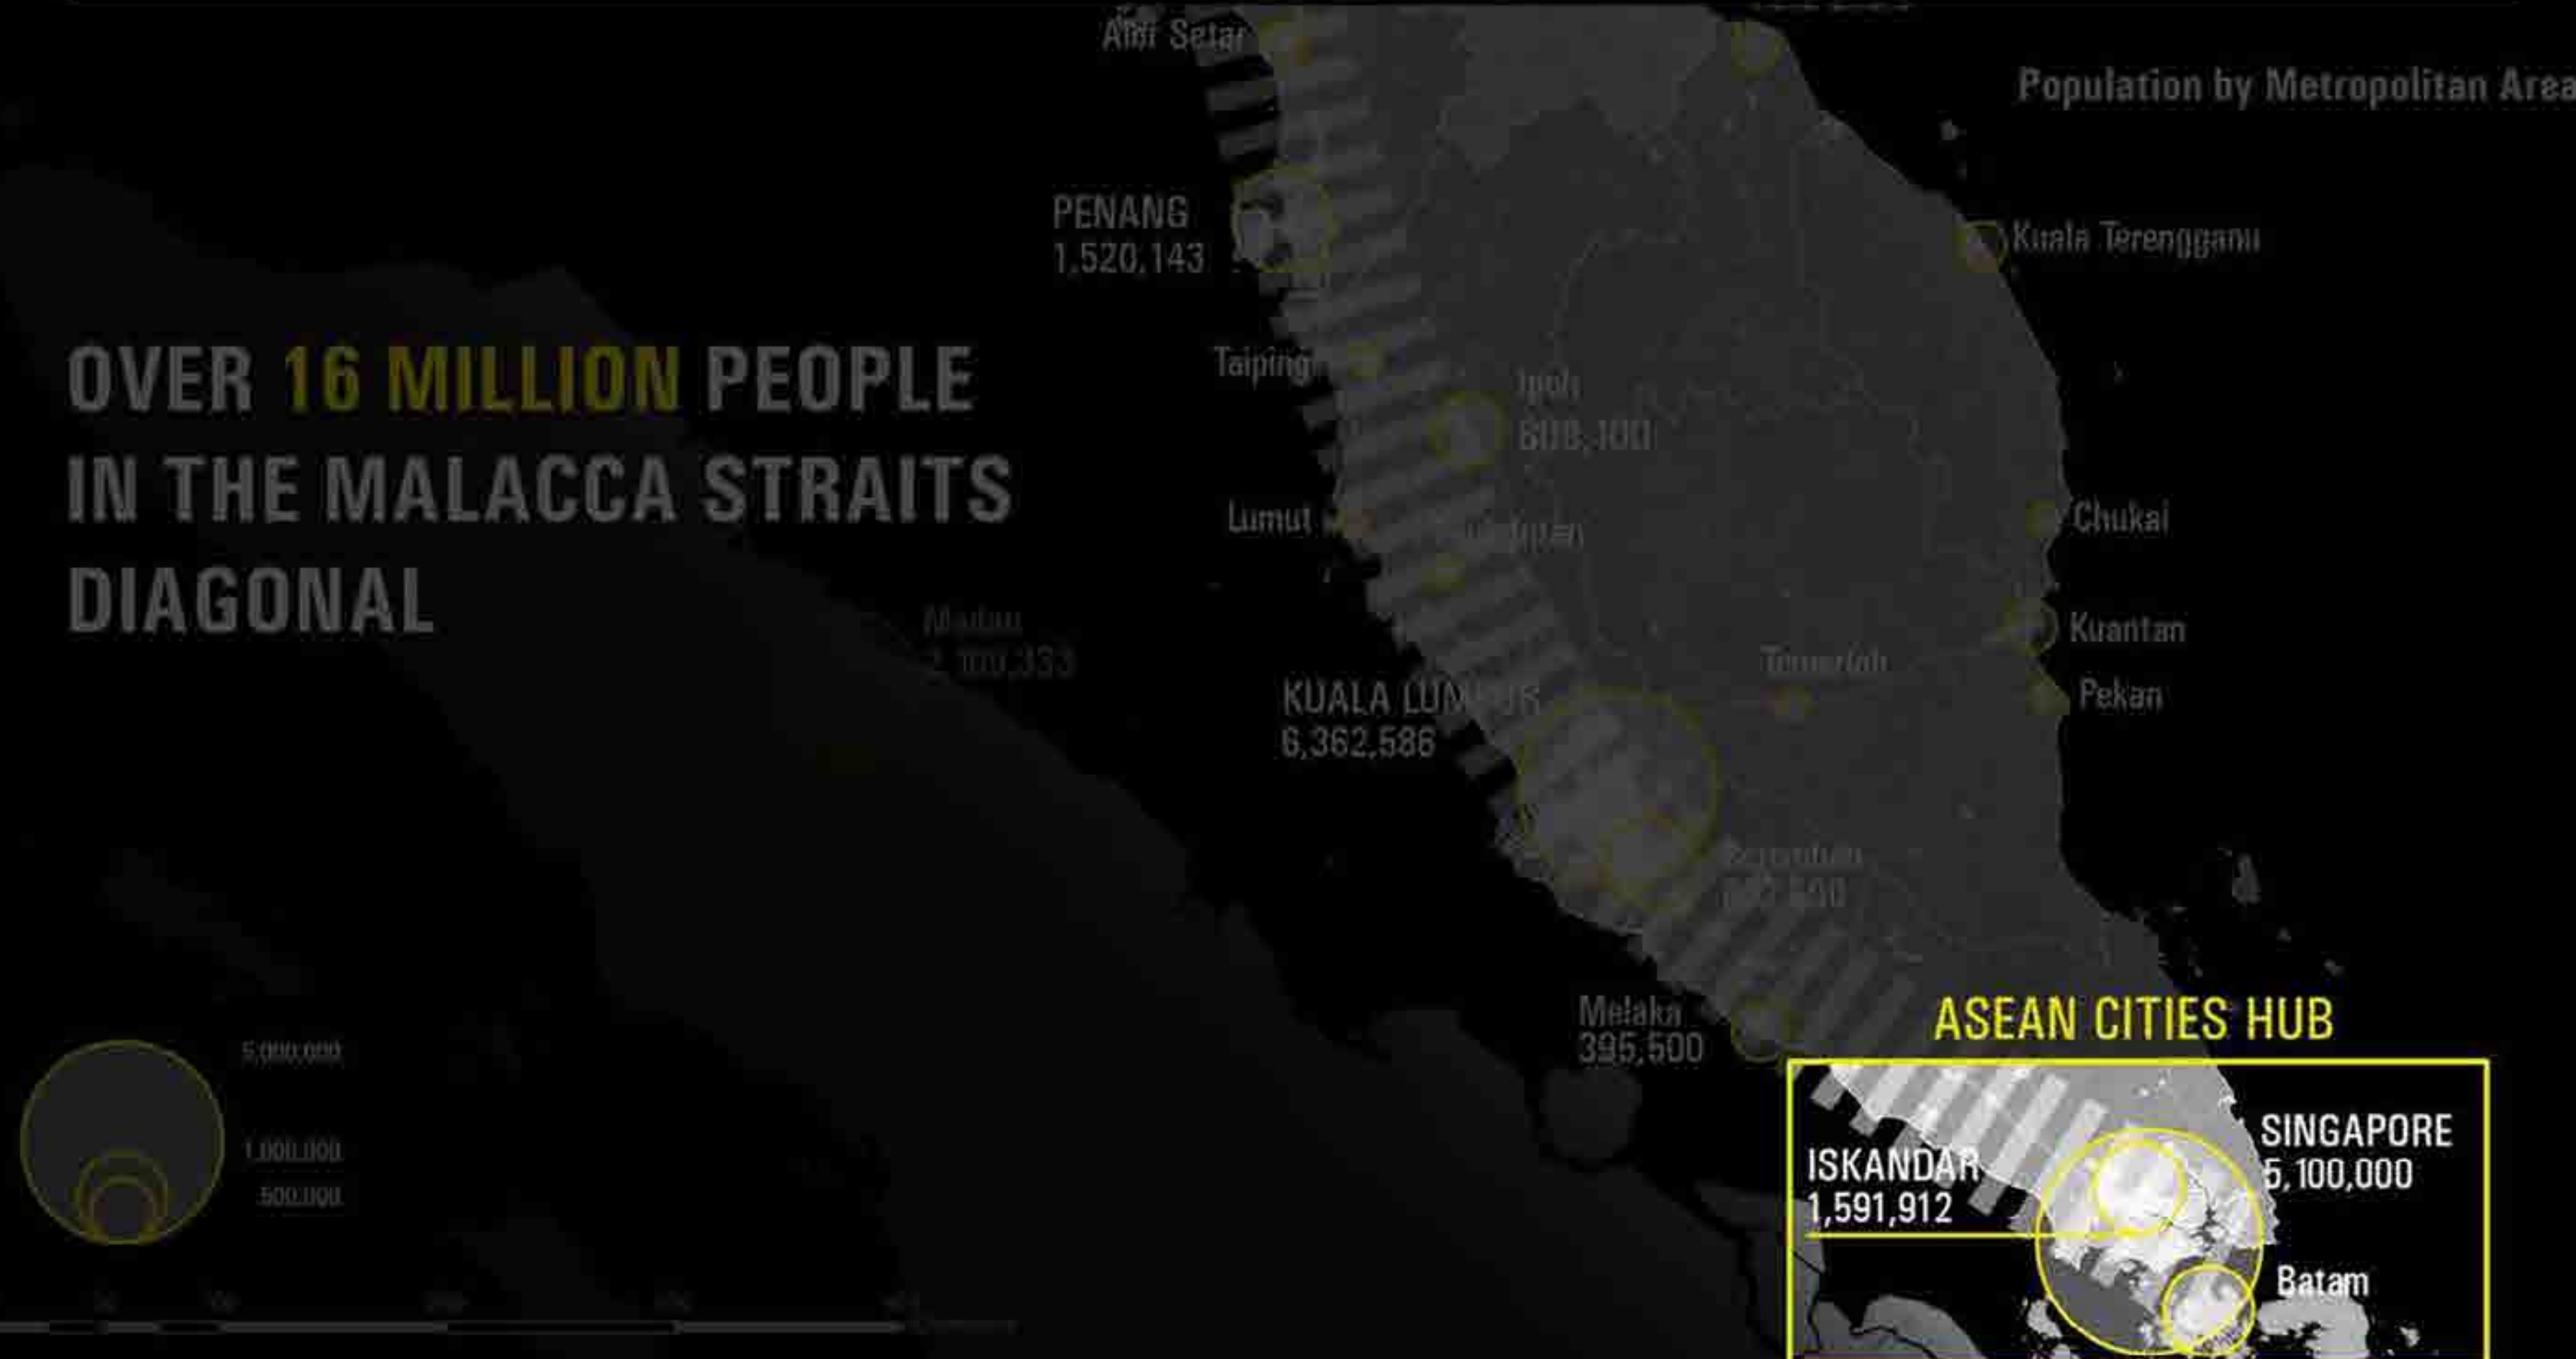 Alor Setar
Population by Metropolitan Area
PENANG
1,520,143
Kuala Terengganu
OVER 16 MILLION PEOPLE
IN THE MALACCA STRAITS
DIAGONAL
Taiping
Ipoh
Lumut
Chukai
Kuantan
Pekan
KUALA LUMPUR
6,362,586
Temerloh
Melaka
395,500
ASEAN CITIES HUB
SINGAPORE
5,100,000
ISKANDAR
1,591,912
Batam
5,000,000
1,000,000
500,000